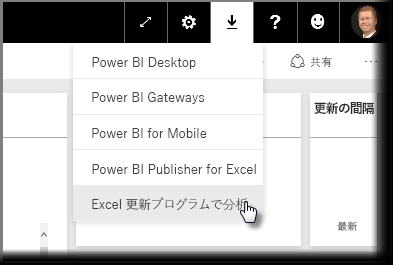 Power BI Desktop
共有
Power BI Gateways
更新の間隔
Power BI for Mobile
Power BI Publisher for Excel
Excel 更新プログラムで分析
最新